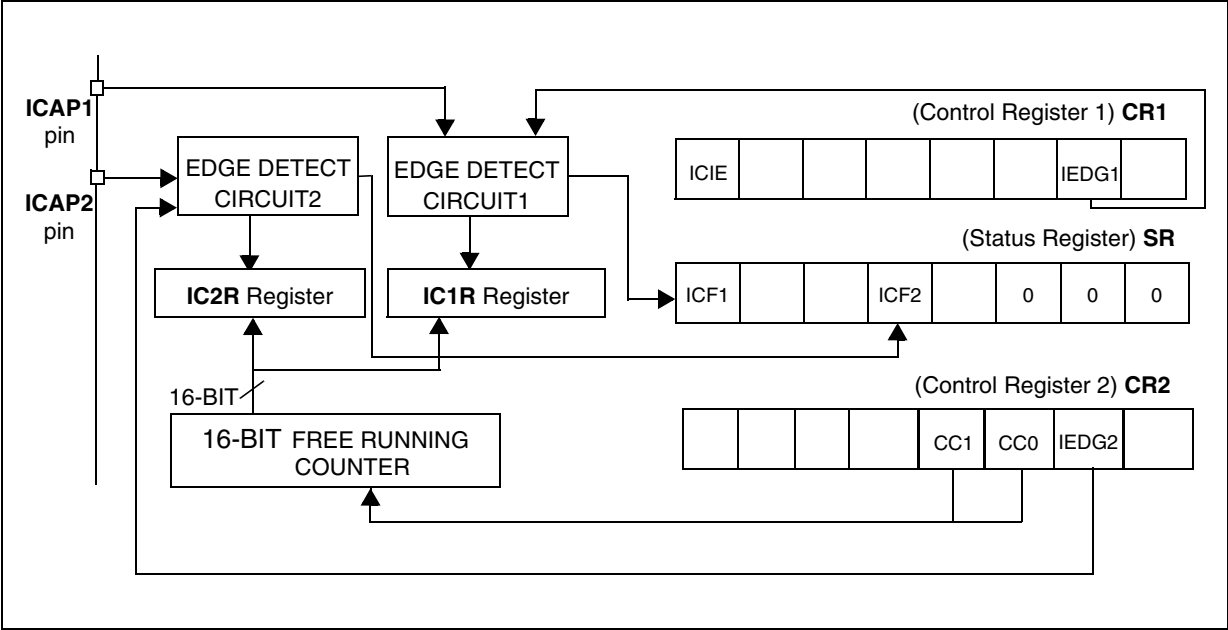 ICAP1
pin
ICAP2
pin
EDGE DETECT
CIRCUIT2
EDGE DETECT
CIRCUIT1
IC2R Register
IC1R Register
16-BIT
16-BIT FREE RUNNING
COUNTER
(Control Register 1) CR1
ICIE IEDG1
(Status Register) SR
ICF1 ICF2 0 0 0
(Control Register 2) CR2
CC1 CC0 IEDG2